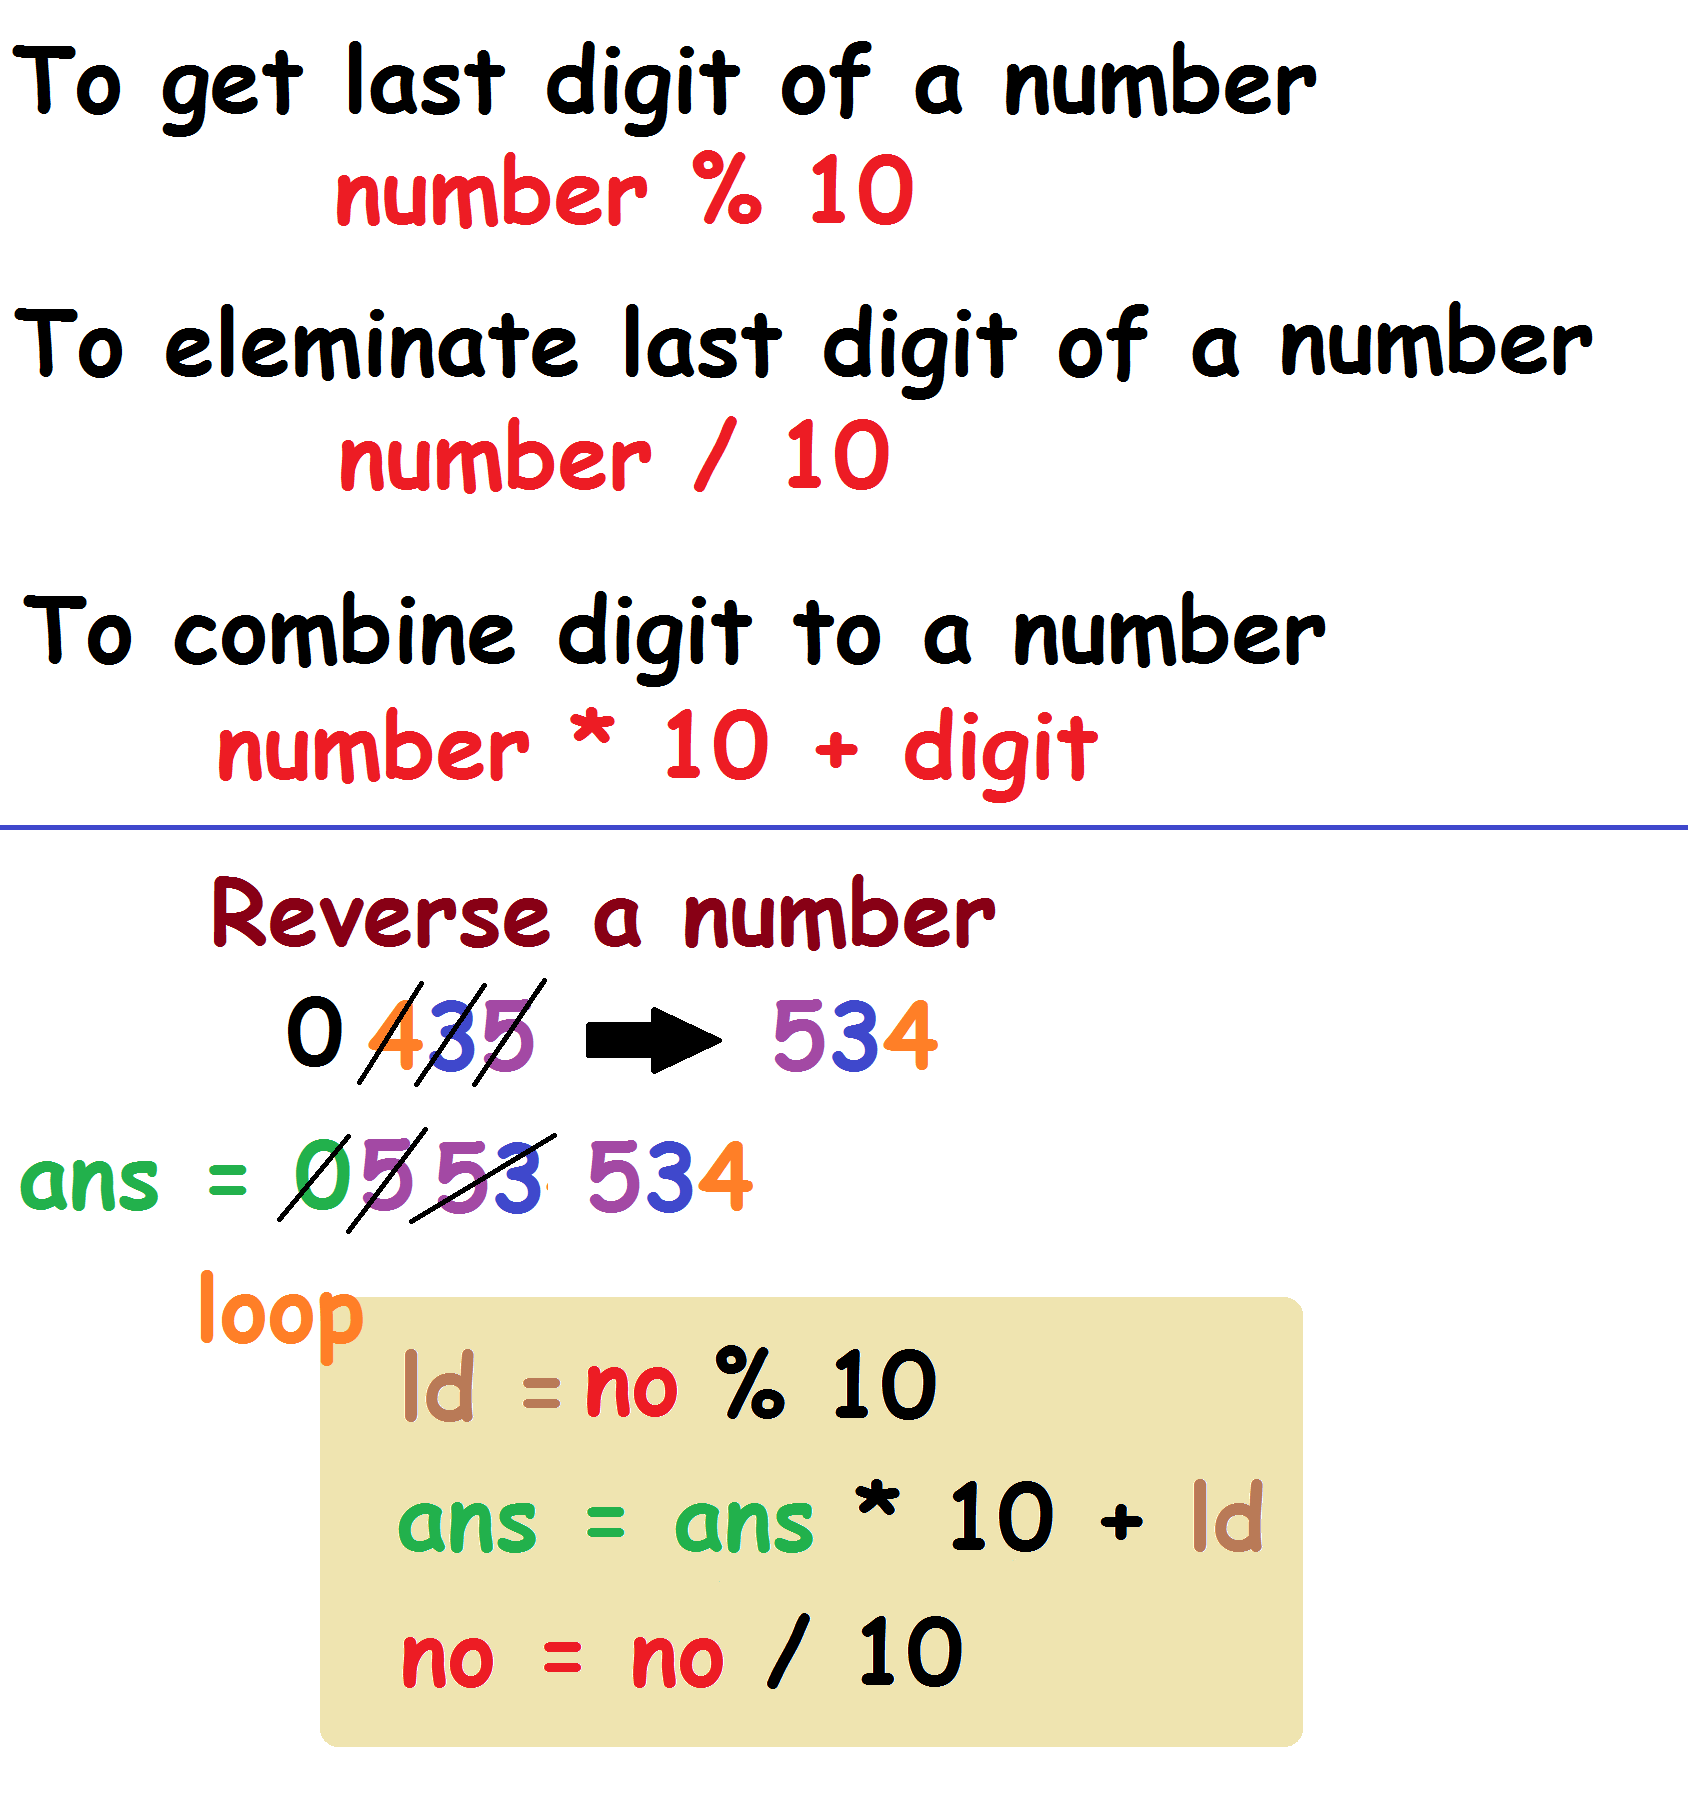 To get last digit of a number
number % 10
To eleminate last digit of a number
number / 10
To combine digit to a number
number * 10 + digit
Reverse a number
0 435 534
ans = 0 5 53 534
loop
ld = no % 10
ans = ans * 10 + ld
no = no / 10